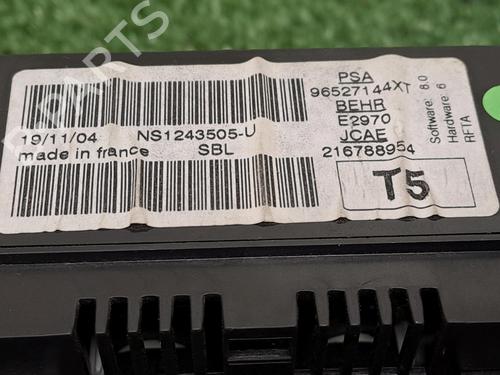 PARTS
PSA
96527144XT
BEHR
E2970
JCAE
216788954
T5
19/11/04 NS1243505-U
made in france SBL
Software: 8.0
Hardware: 6
RFTA